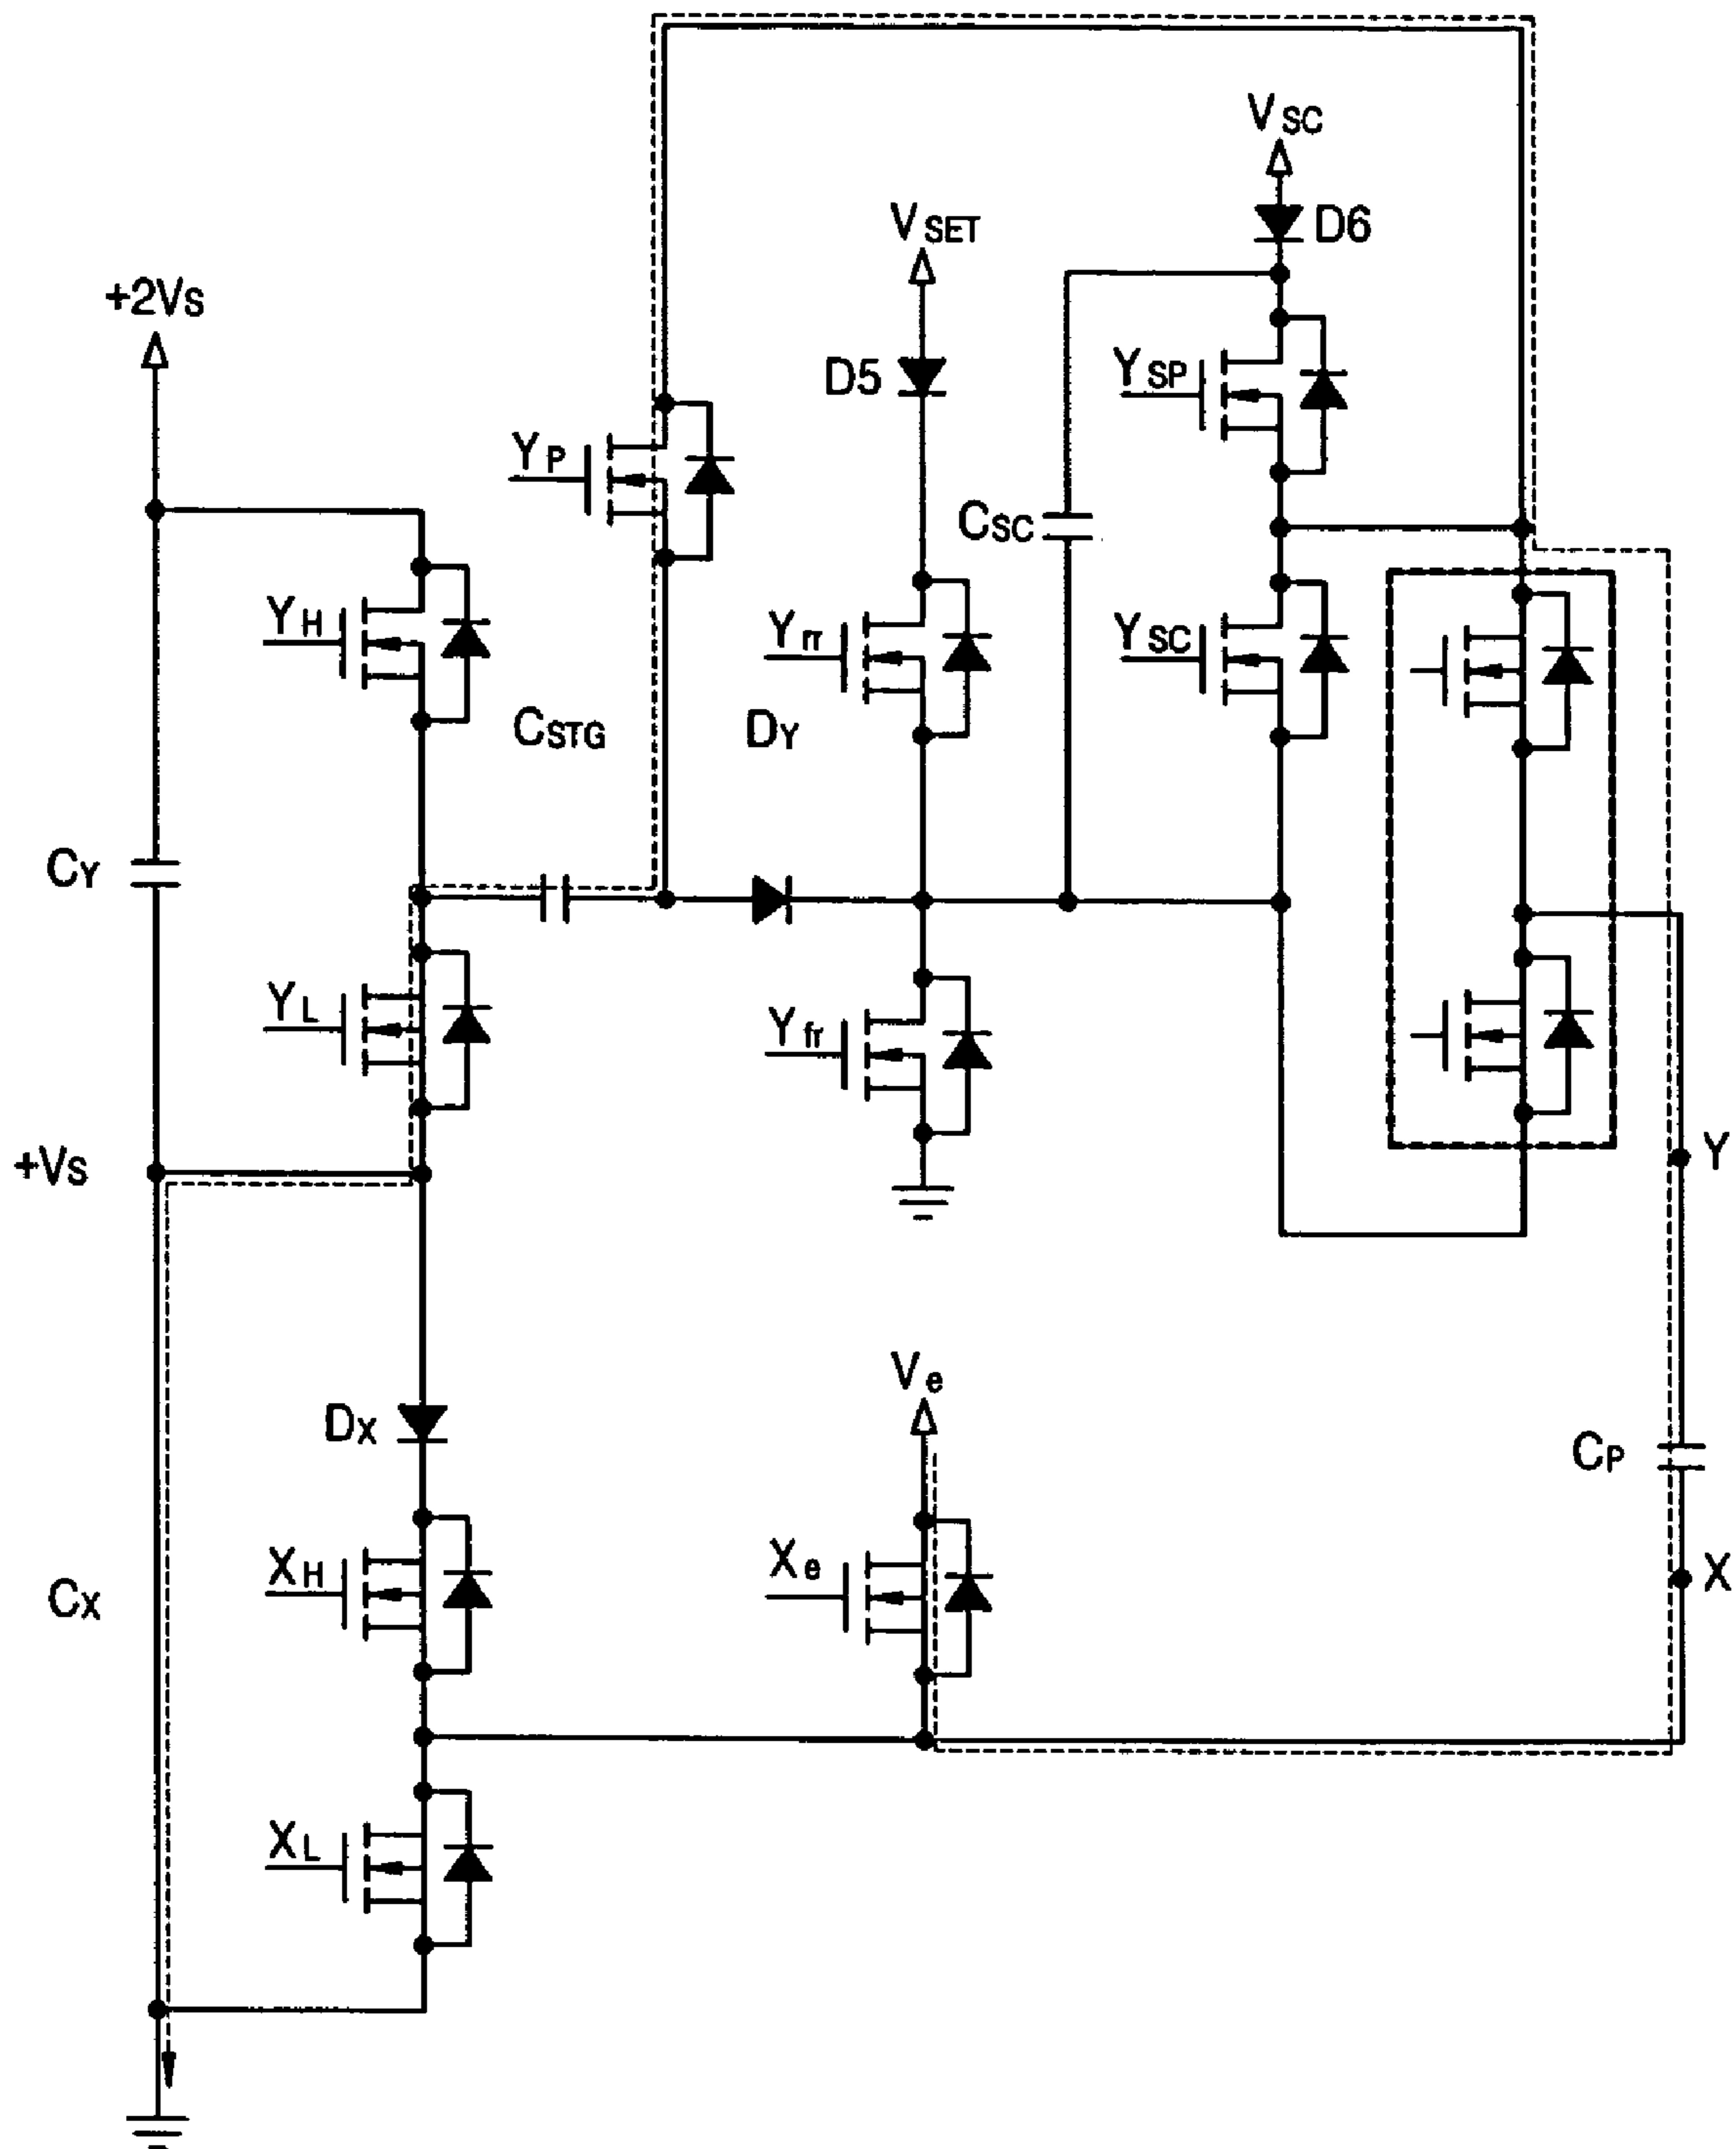 VSC
D6
VSET
+2Vs
D5
YSP
YP
CSC
YH
Yrr
YSC
CSTG
DY
CY
YL
Yfr
+Vs
Y
Ve
DX
CP
XH
Xe
X
CX
XL